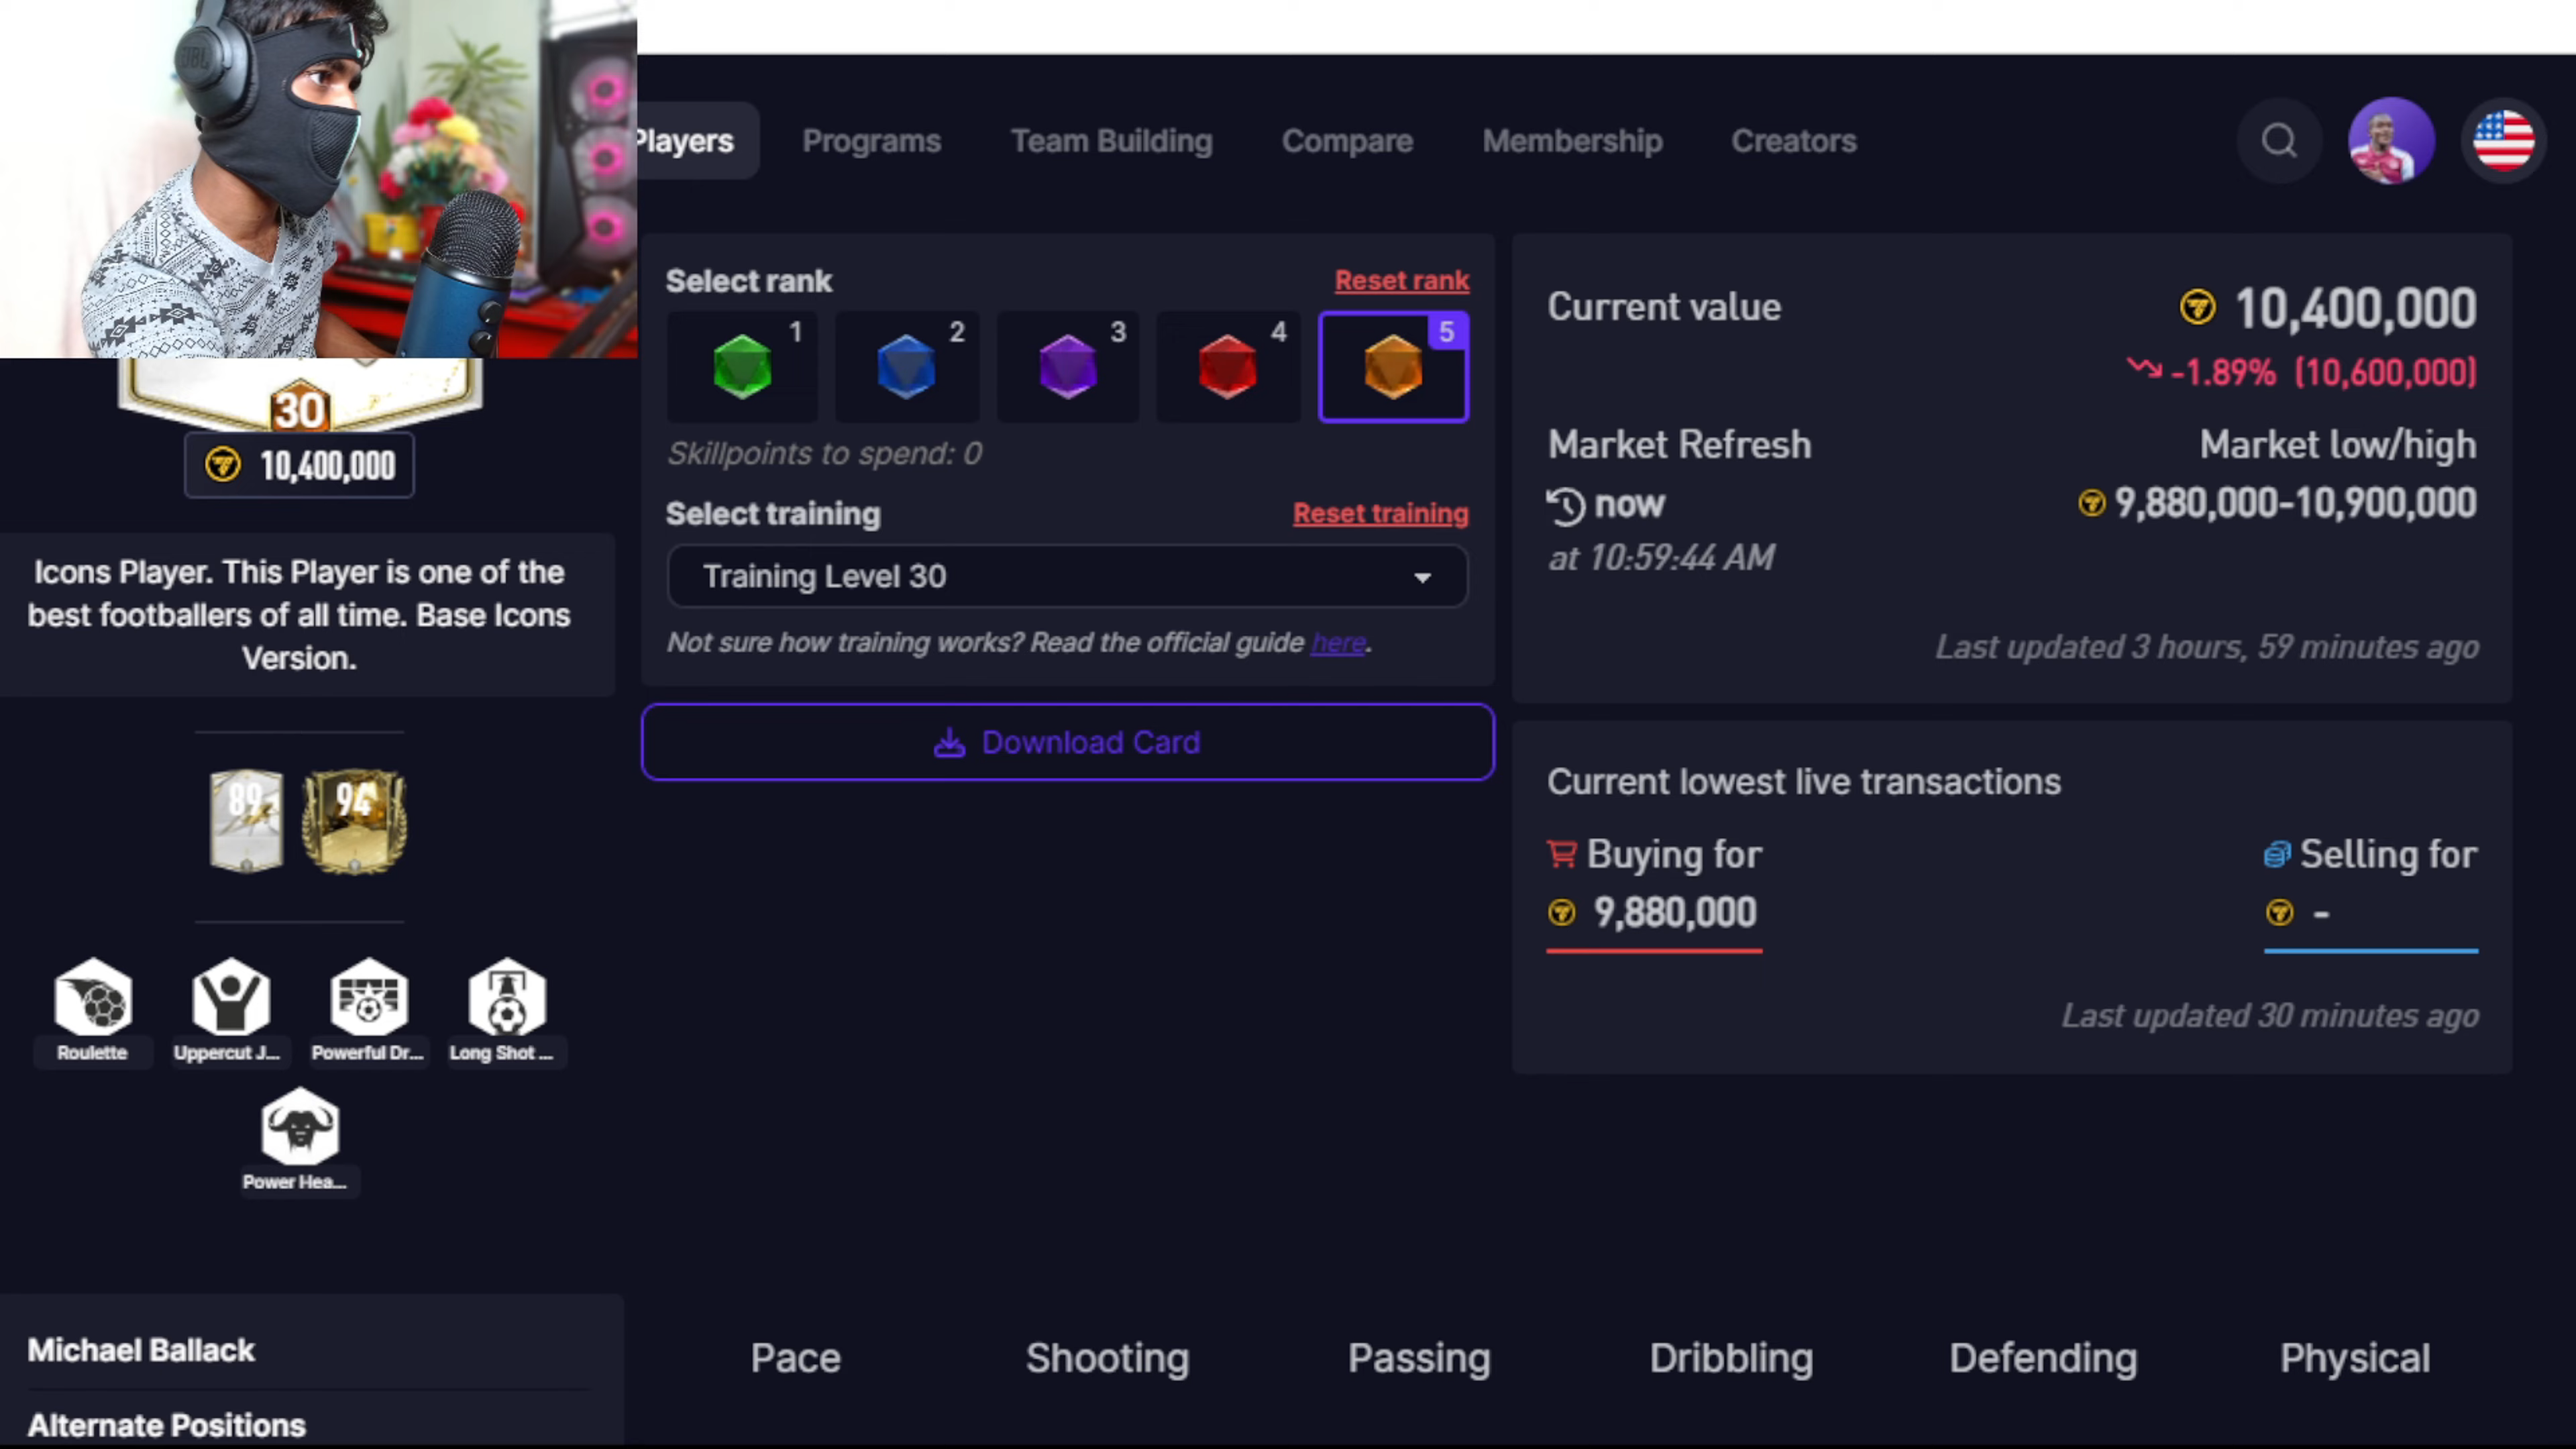 JBL
Players
Programs
Team Building
Compare
Membership
Creators
30
10,400,000
Icons Player. This Player is one of the
best footballers of all time. Base Icons
Version.
89
94
Roulette
Uppercut J...
Powerful Dr...
Long Shot ...
Power Hea...
Michael Ballack
Alternate Positions
Select rank
Reset rank
1
2
3
4
5
Skillpoints to spend: 0
Select training
Reset training
Training Level 30
Not sure how training works? Read the official guide here.
Download Card
Current value
10,400,000
-1.89% (10,600,000)
Market Refresh
Market low/high
now
9,880,000-10,900,000
at 10:59:44 AM
Last updated 3 hours, 59 minutes ago
Current lowest live transactions
Buying for
Selling for
9,880,000
-
Last updated 30 minutes ago
Pace
Shooting
Passing
Dribbling
Defending
Physical